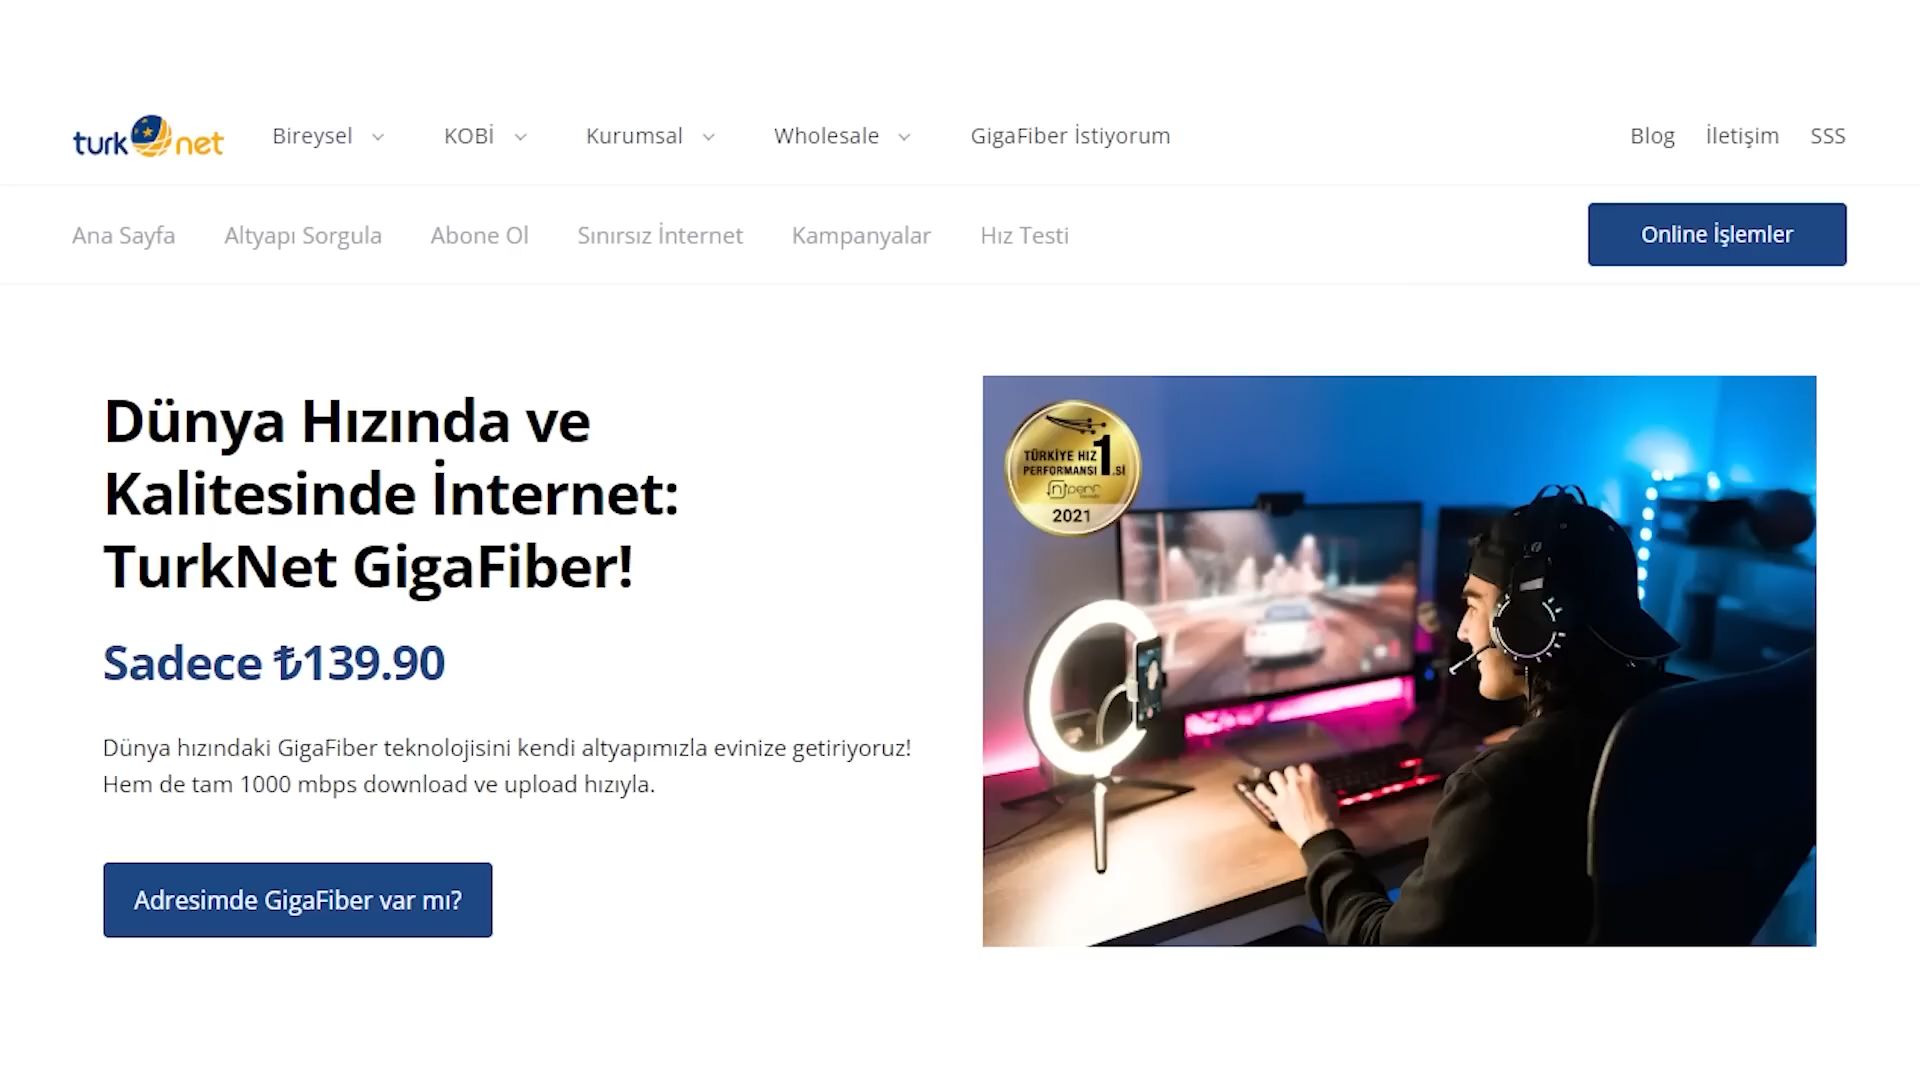 turk net
Bireysel
KOBİ
Kurumsal
Wholesale
GigaFiber İstiyorum
Blog
İletişim
SSS
Ana Sayfa
Altyapı Sorgula
Abone Ol
Sınırsız İnternet
Kampanyalar
Hız Testi
Online İşlemler
Dünya Hızında ve
Kalitesinde İnternet:
TurkNet GigaFiber!
Sadece ₺139.90
Dünya hızındaki GigaFiber teknolojisini kendi altyapımızla evinize getiriyoruz!
Hem de tam 1000 mbps download ve upload hızıyla.
Adresimde GigaFiber var mı?
TÜRKİYE HIZ
PERFORMANSI 1.Sİ
nperf
2021